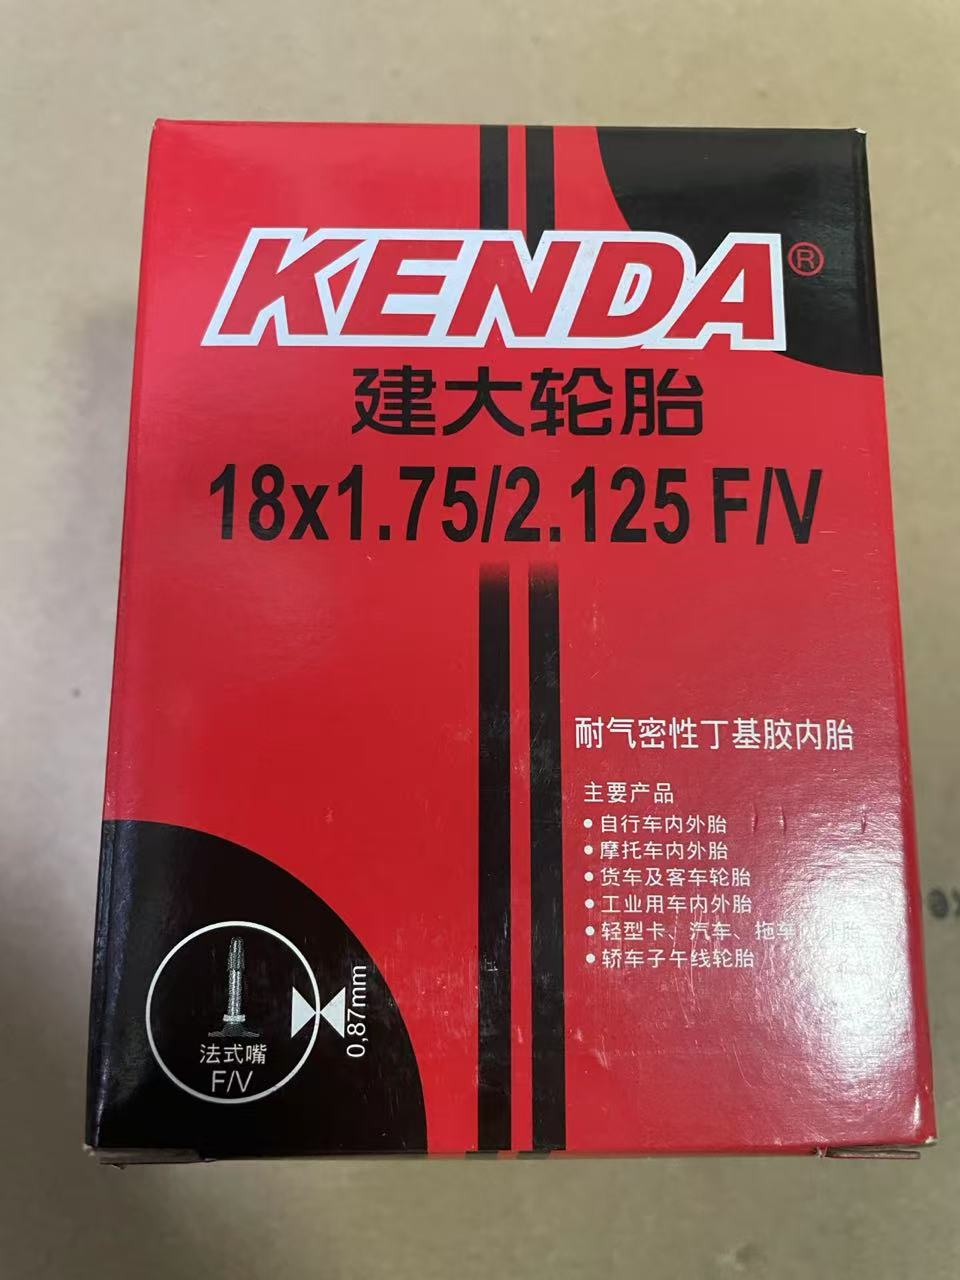 KENDA®
建大轮胎
18x1.75/2.125 F/V
耐气密性丁基胶内胎
主要产品
•自行车内外胎
•摩托车内外胎
•货车及客车轮胎
•工业用车内外胎
•轻型卡、汽车、拖车内外胎
•轿车子午线轮胎
0,87mm
法式嘴
F/V